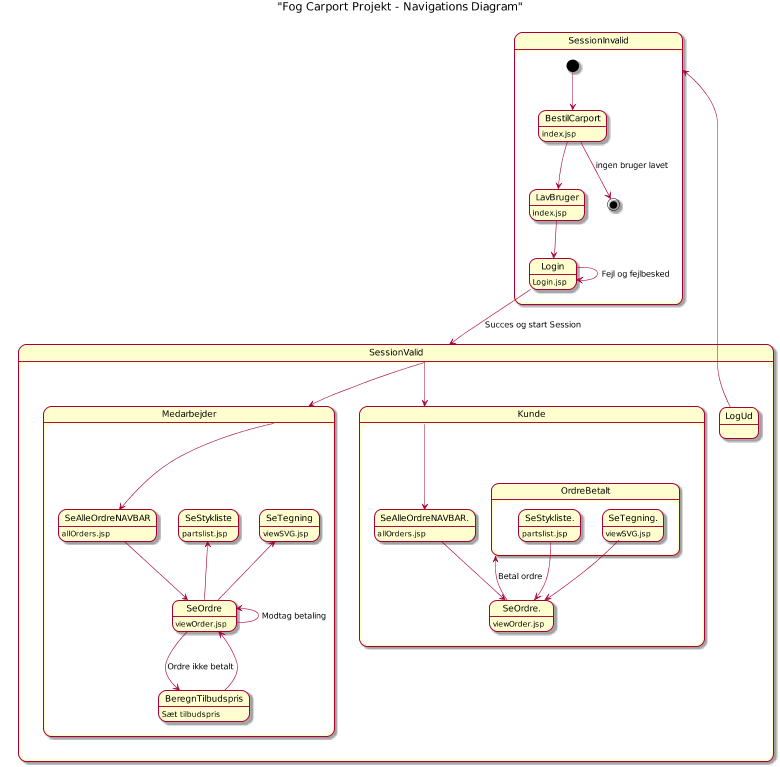 "Fog Carport Projekt - Navigations Diagram"
SessionInvalid
BestilCarport
index.jsp
ingen bruger lavet
LavBruger
index.jsp
Login
Login.jsp
Fejl og fejlbesked
Succes og start Session
SessionValid
Medarbejder
Kunde
LogUd
OrdreBetalt
SeAlleOrdreNAVBAR
allOrders.jsp
SeStykliste
partslist.jsp
SeTegning
viewSVG.jsp
SeAlleOrdreNAVBAR.
allOrders.jsp
SeStykliste.
partslist.jsp
SeTegning.
viewSVG.jsp
Betal ordre
SeOrdre
viewOrder.jsp
Modtag betaling
SeOrdre.
viewOrder.jsp
Ordre ikke betalt
BeregnTilbudspris
Sæt tilbudspris